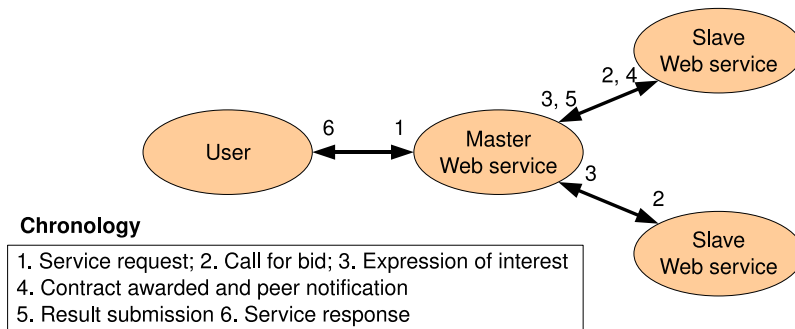 Slave
Web service
2, 4
3, 5
6
1
User
Master
Web service
3
2
Slave
Web service
Chronology
1. Service request; 2. Call for bid; 3. Expression of interest
4. Contract awarded and peer notification
5. Result submission 6. Service response